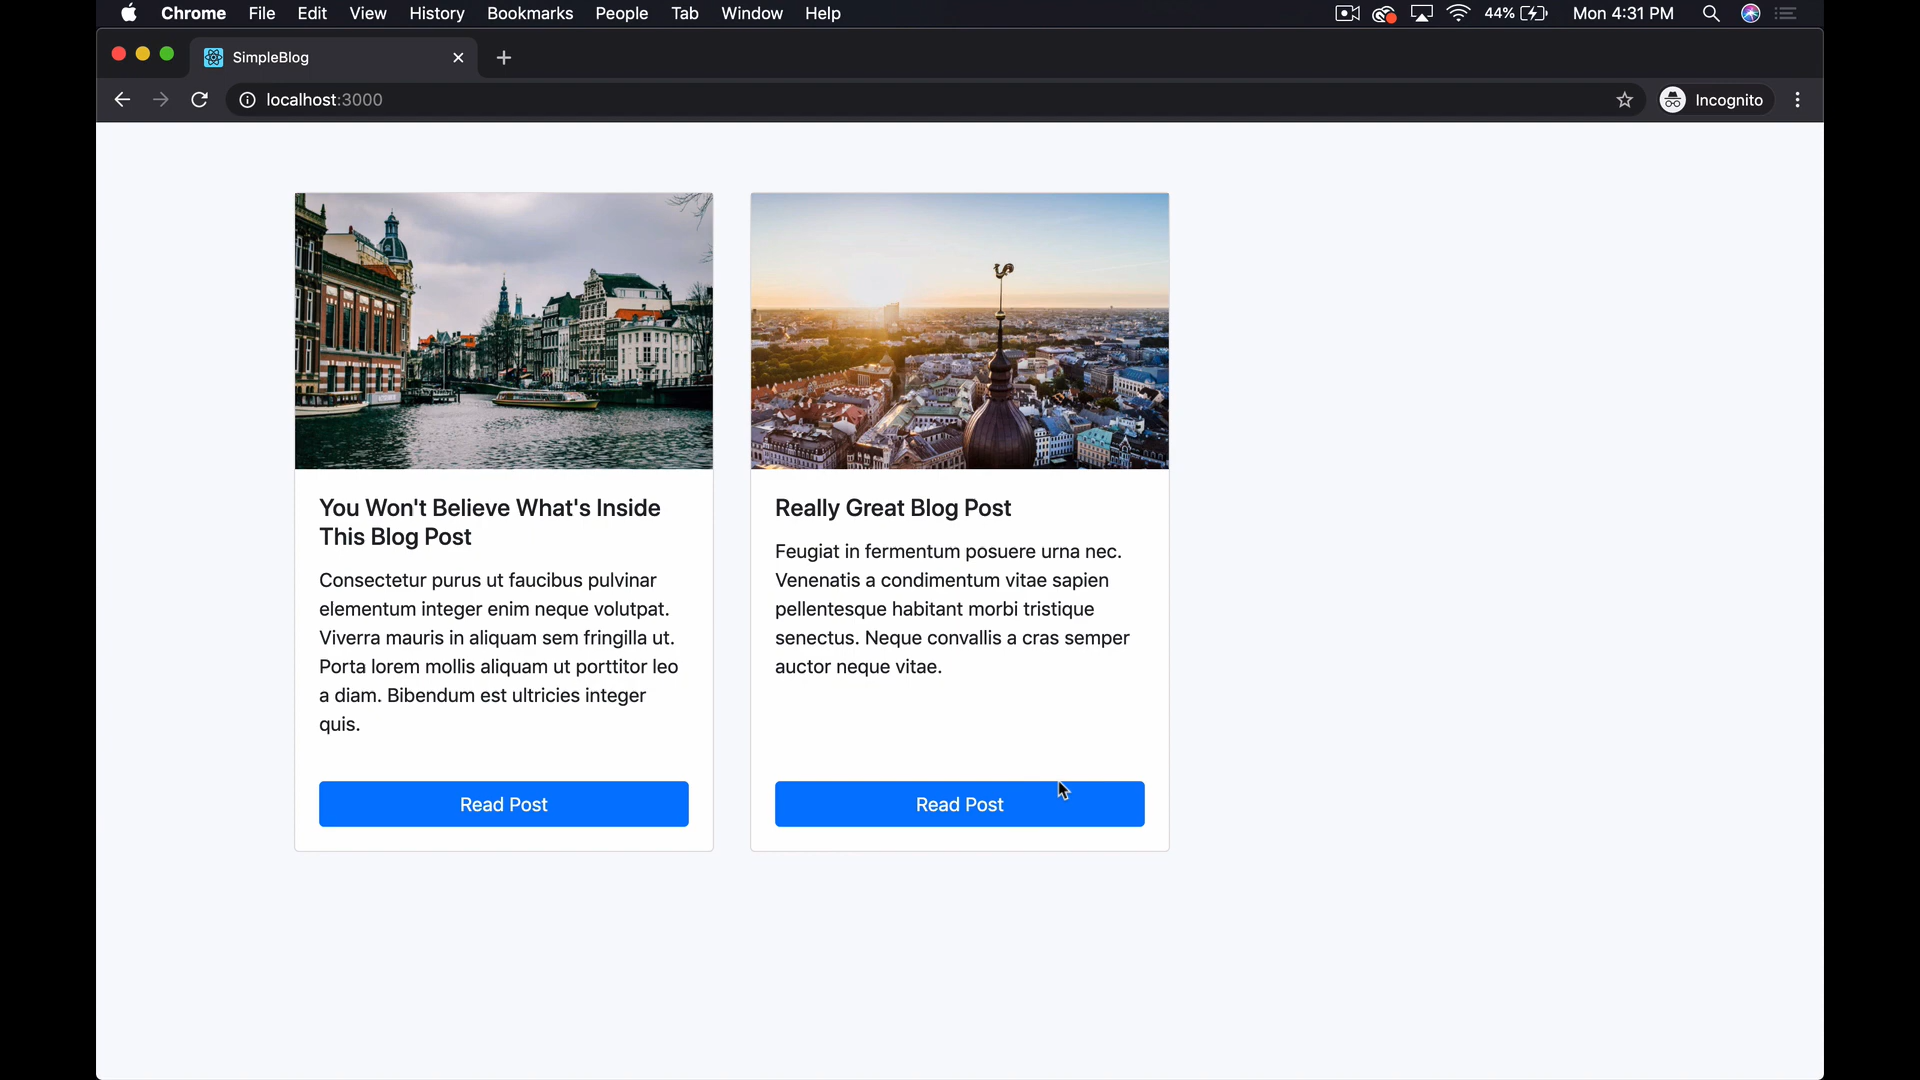 Chrome File Edit View History Bookmarks People Tab Window Help 44% Mon 4:31 PM
SimpleBlog
localhost:3000 Incognito
You Won't Believe What's Inside
This Blog Post
Consectetur purus ut faucibus pulvinar
elementum integer enim neque volutpat.
Viverra mauris in aliquam sem fringilla ut.
Porta lorem mollis aliquam ut porttitor leo
a diam. Bibendum est ultricies integer
quis.
Read Post
Really Great Blog Post
Feugiat in fermentum posuere urna nec.
Venenatis a condimentum vitae sapien
pellentesque habitant morbi tristique
senectus. Neque convallis a cras semper
auctor neque vitae.
Read Post